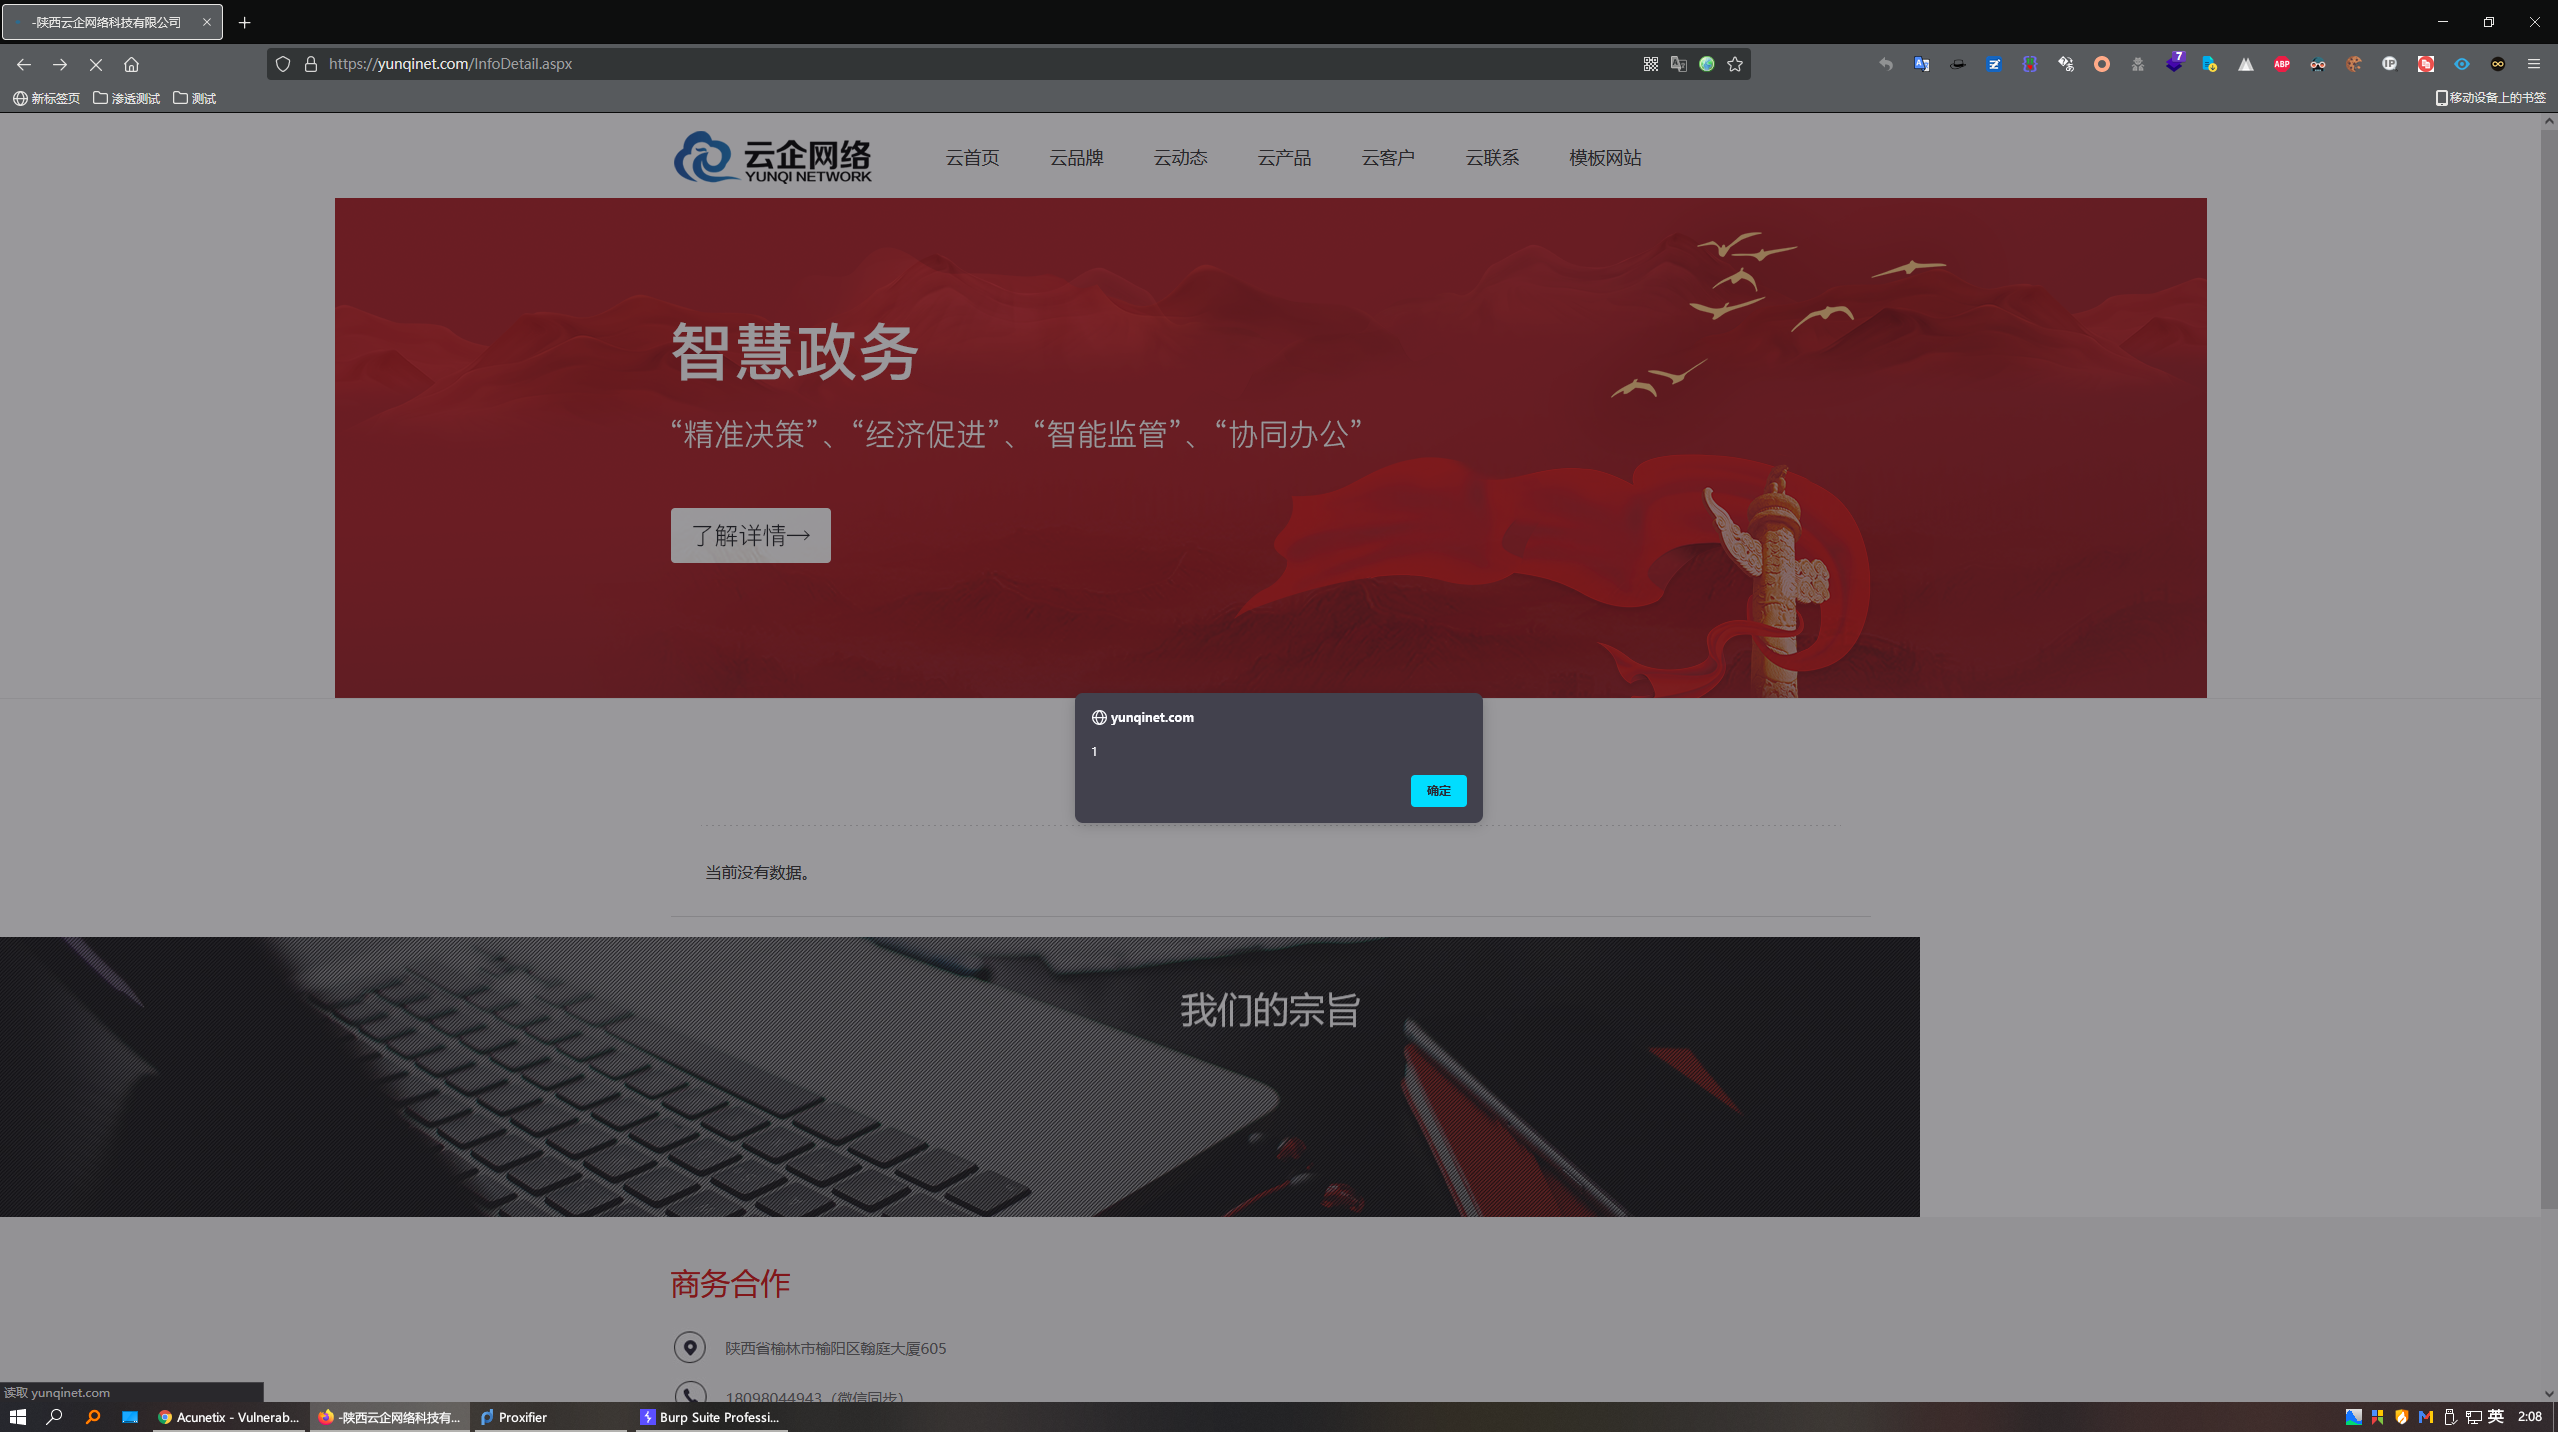 -陕西云企网络科技有限公司
https://yunqinet.com/InfoDetail.aspx
7
ABP
IP
新标签页
渗透测试
测试
移动设备上的书签
云企网络
YUNQI NETWORK
云首页
云品牌
云动态
云产品
云客户
云联系
模板网站
智慧政务
“精准决策”、“经济促进”、“智能监管”、“协同办公”
了解详情→
yunqinet.com
1
确定
当前没有数据。
我们的宗旨
商务合作
陕西省榆林市榆阳区翰庭大厦605
18098044943（微信同步）
读取 yunqinet.com
Acunetix - Vulnerab...
-陕西云企网络科技有...
Proxifier
Burp Suite Professi...
英
2:08